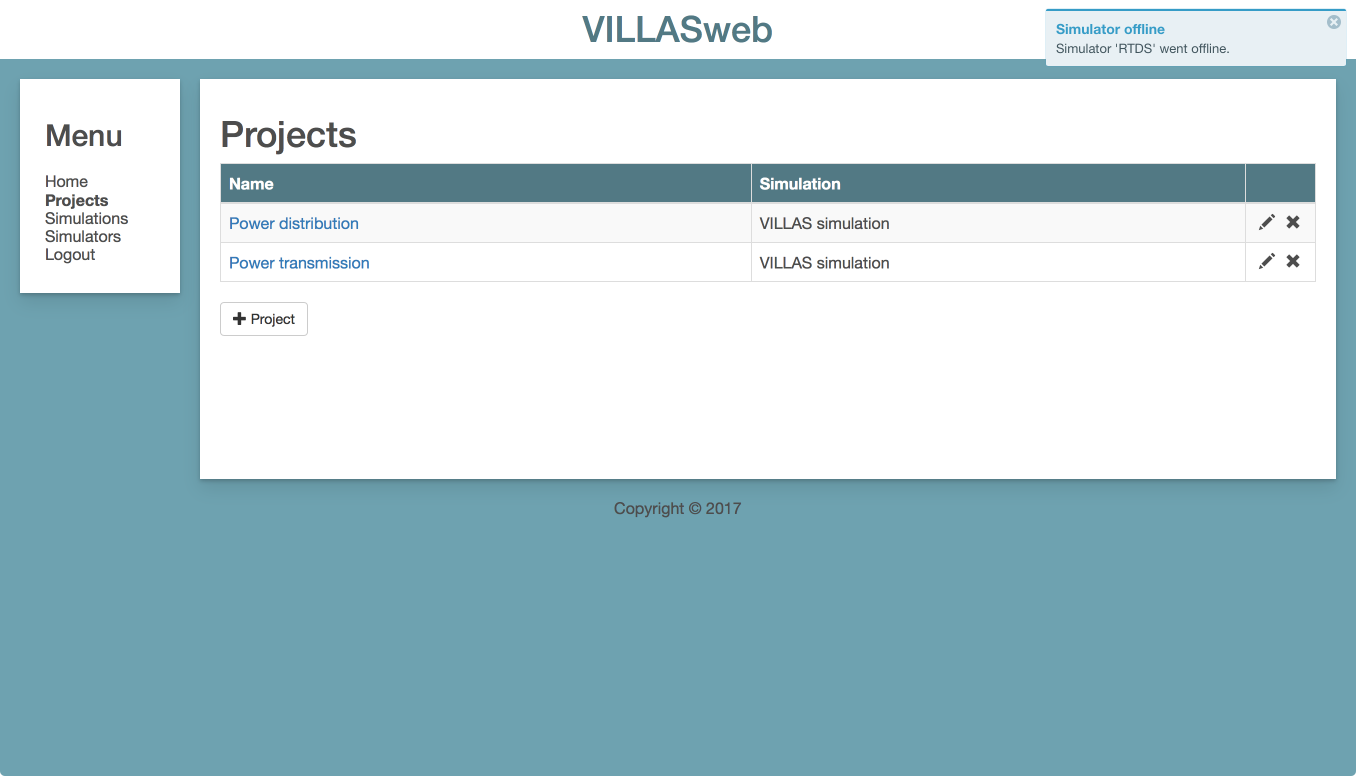 VILLASweb
Simulator offline
Simulator 'RTDS' went offline.
Menu
Home
Projects
Simulations
Simulators
Logout
Projects
Name Simulation
Power distribution VILLAS simulation
Power transmission VILLAS simulation
Project
Copyright © 2017